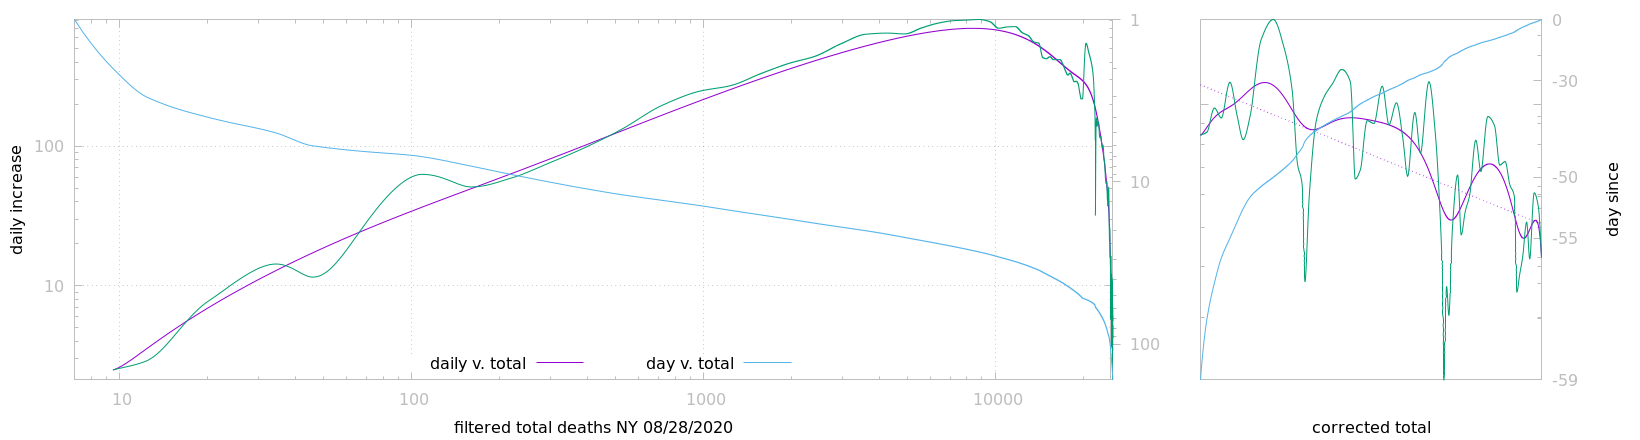 daily increase
100
10
10
100
1000
10000
1
10
100
daily v. total
day v. total
filtered total deaths NY 08/28/2020
0
-30
-50
-55
-59
day since
corrected total